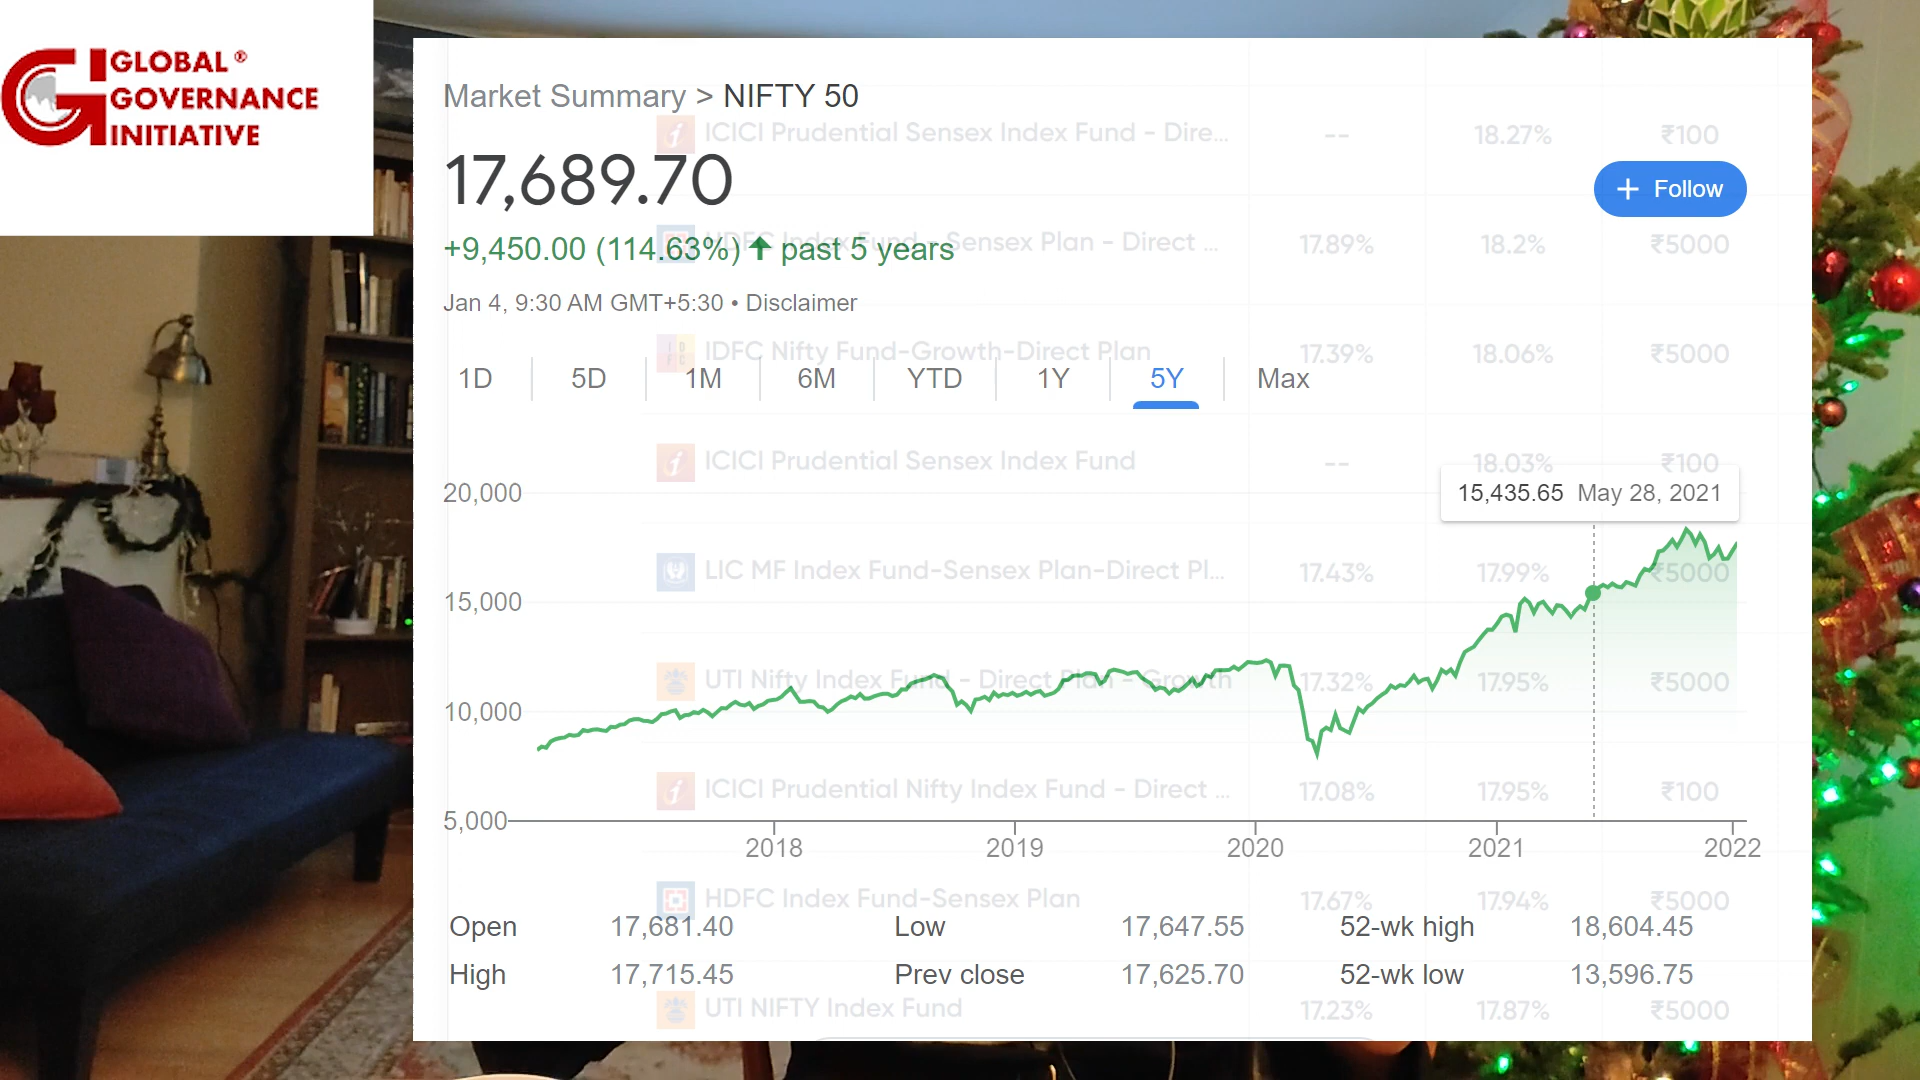 GLOBAL ®
GOVERNANCE
INITIATIVE
Market Summary > NIFTY 50
ICICI Prudential Sensex Index Fund - Dire... -- 18.27% ₹100
17,689.70
+ Follow
HDFC Index Fund - Sensex Plan - Direct ... 17.89% 18.2% ₹5000
+9,450.00 (114.63%) ↑ past 5 years
Jan 4, 9:30 AM GMT+5:30 • Disclaimer
IDFC Nifty Fund-Growth-Direct Plan 17.39% 18.06% ₹5000
1D 5D 1M 6M YTD 1Y 5Y Max
ICICI Prudential Sensex Index Fund -- 18.03% ₹100
15,435.65 May 28, 2021
20,000
LIC MF Index Fund-Sensex Plan-Direct Pl... 17.43% 17.99% ₹5000
15,000
UTI Nifty Index Fund - Direct Plan - Growth 17.32% 17.95% ₹5000
10,000
ICICI Prudential Nifty Index Fund - Direct ... 17.08% 17.95% ₹100
5,000
2018 2019 2020 2021 2022
HDFC Index Fund-Sensex Plan 17.67% 17.94% ₹5000
Open 17,681.40 Low 17,647.55 52-wk high 18,604.45
High 17,715.45 Prev close 17,625.70 52-wk low 13,596.75
UTI NIFTY Index Fund 17.23% 17.87% ₹5000